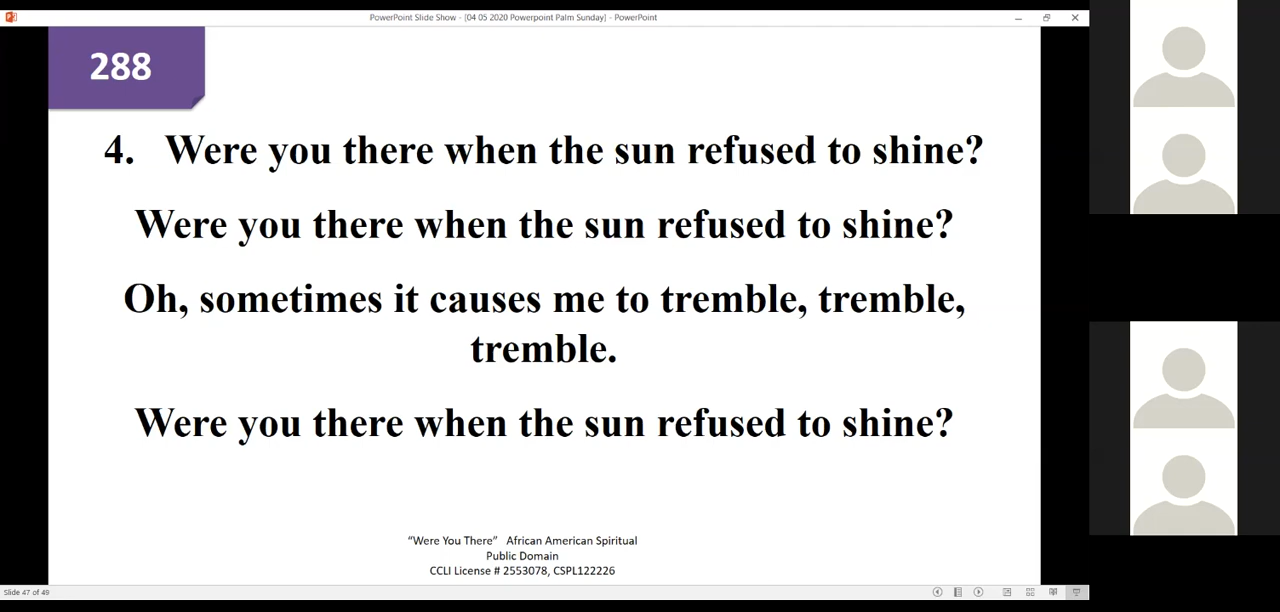 PowerPoint Slide Show - [04 05 2020 Powerpoint Palm Sunday] - PowerPoint
288
4. Were you there when the sun refused to shine?
Were you there when the sun refused to shine?
Oh, sometimes it causes me to tremble, tremble,
tremble.
Were you there when the sun refused to shine?
“Were You There” African American Spiritual
Public Domain
CCLI License # 2553078, CSPL122226
Slide 47 of 49